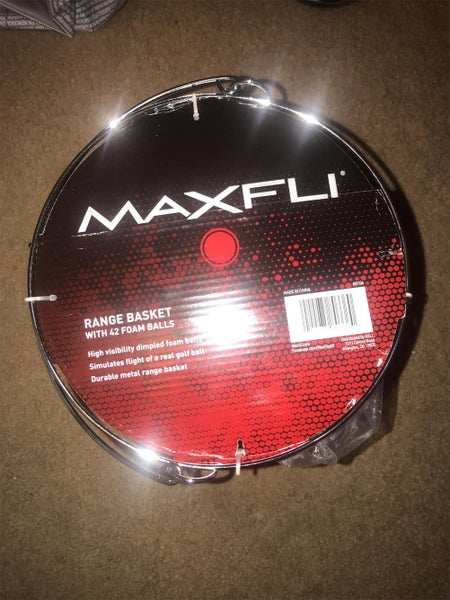 MAXFLI
RANGE BASKET
WITH 42 FOAM BALLS
High visibility dimpled foam balls
Simulates flight of a real golf ball
Durable metal range basket
MADE IN CHINA